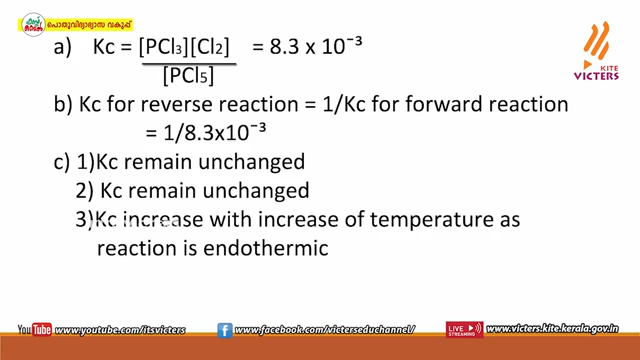 പൊതുവിദ്യാഭ്യാസ വകുപ്പ്
KITE
VICTERS
a) Kc = [PCl₃][Cl₂] = 8.3 x 10⁻³
[PCl₅]
b) Kc for reverse reaction = 1/Kc for forward reaction
= 1/8.3x10⁻³
c) 1)Kc remain unchanged
2) Kc remain unchanged
3)Kc increase with increase of temperature as
reaction is endothermic
YouTube www.youtube.com/itsvicters
f www.facebook.com/victerseduchannel/
LIVE STREAMING www.victers.kite.kerala.gov.in